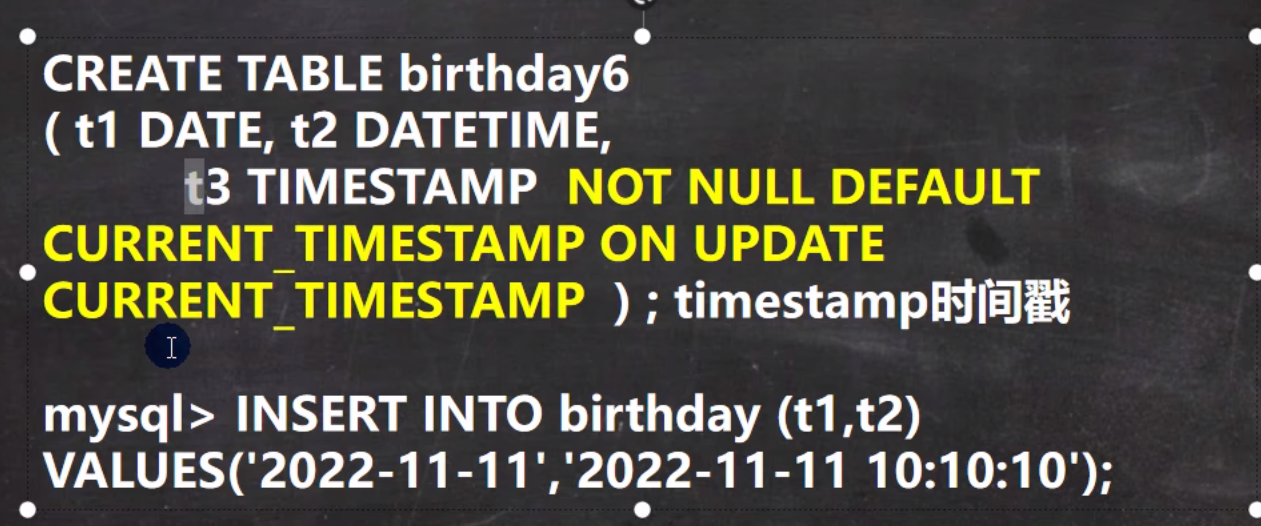 CREATE TABLE birthday6
( t1 DATE, t2 DATETIME,
t3 TIMESTAMP NOT NULL DEFAULT
CURRENT_TIMESTAMP ON UPDATE
CURRENT_TIMESTAMP ) ; timestamp时间戳
mysql> INSERT INTO birthday (t1,t2)
VALUES('2022-11-11','2022-11-11 10:10:10');